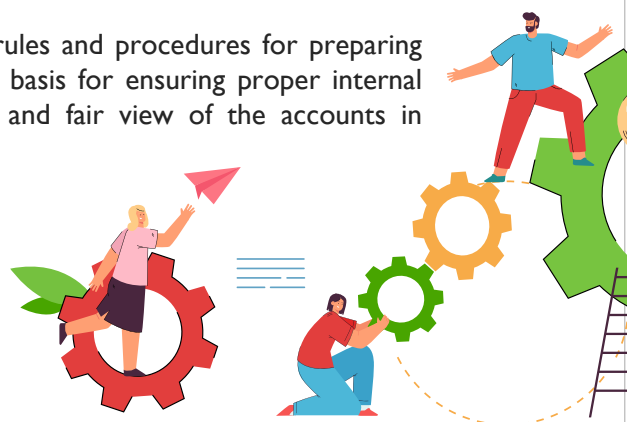 rules and procedures for preparing
basis for ensuring proper internal
and fair view of the accounts in